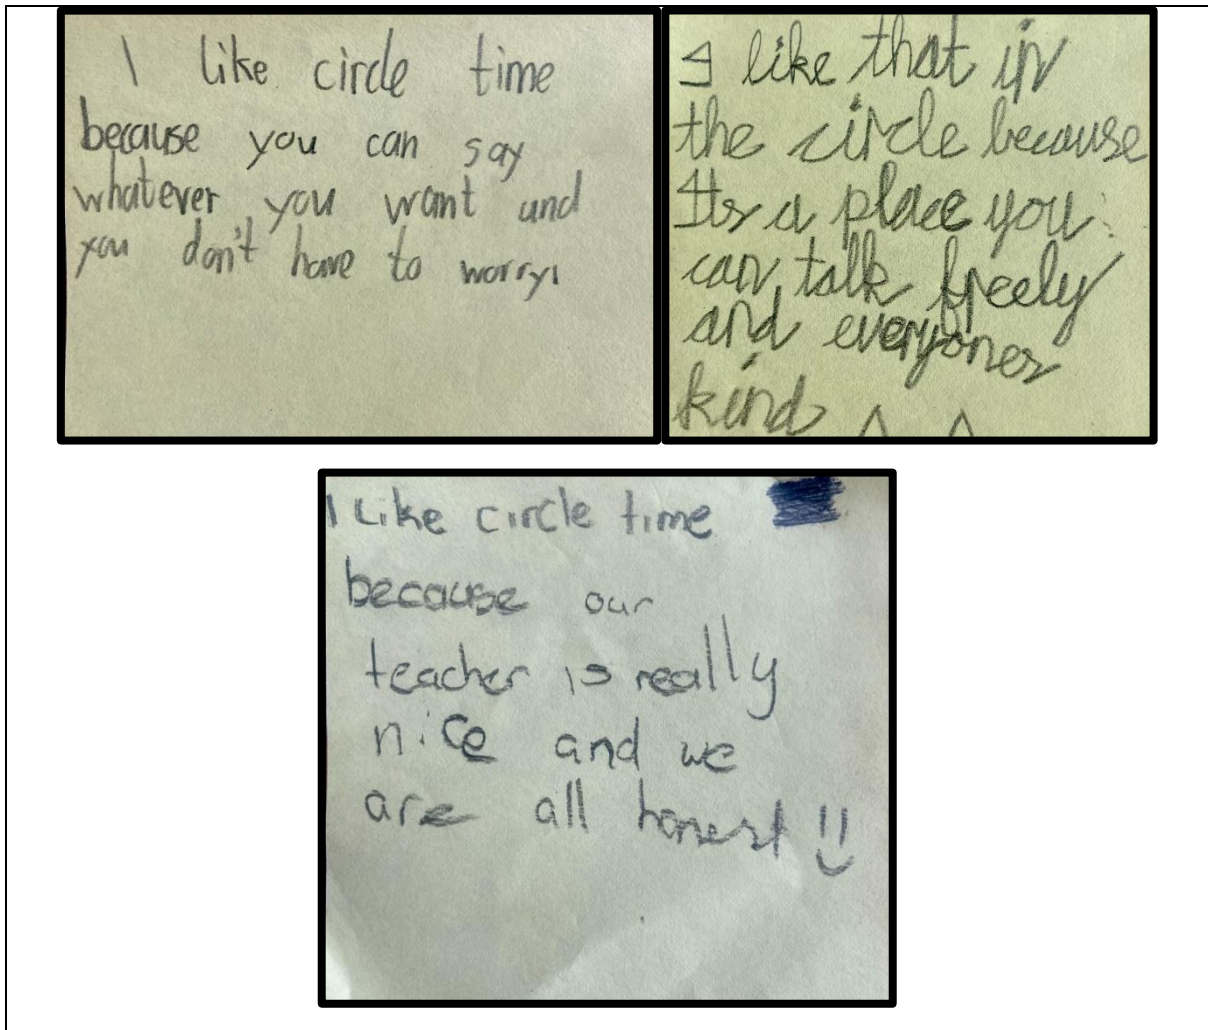 I like circle time
because you can say
whatever you want and
you don't have to worry!
I like that in
the circle because
Its a place you
can talk freely
and everyones
kind
I Like circle time
because our
teacher is really
nice and we
are all honest!!